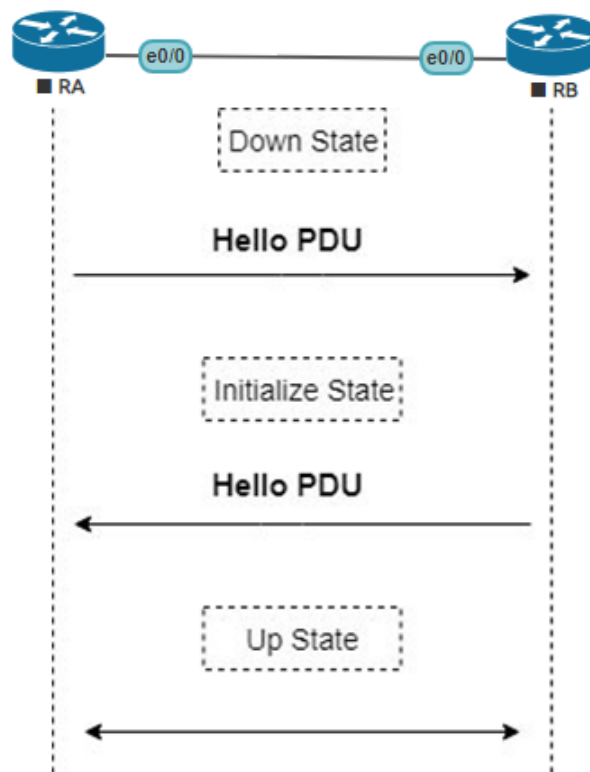 e0/0
e0/0
RA
RB
Down State
Hello PDU
Initialize State
Hello PDU
Up State